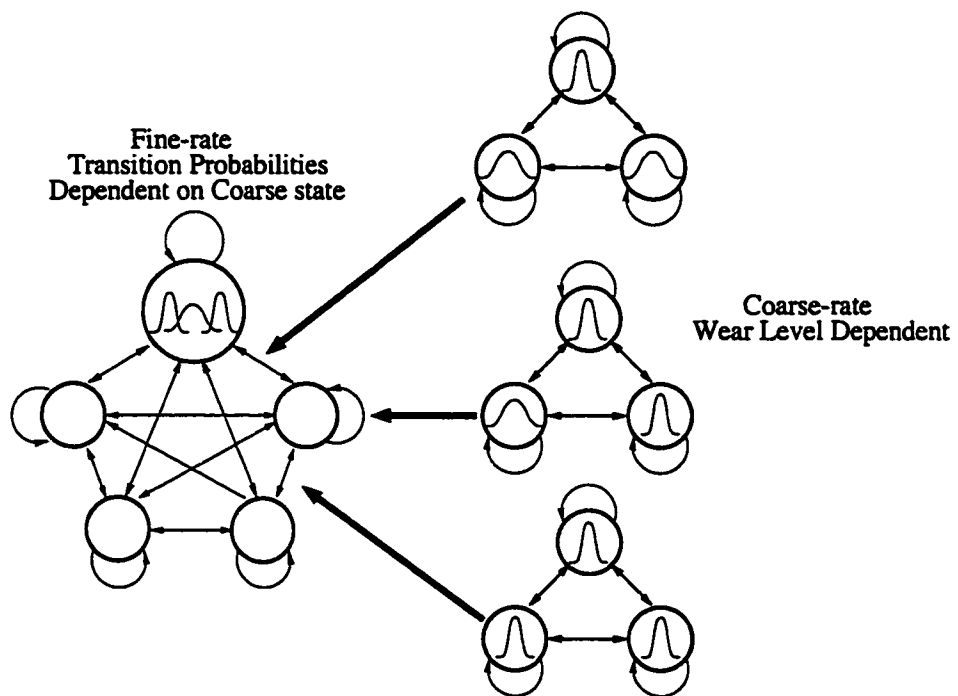 Fine-rate
Transition Probabilities
Dependent on Coarse state
Coarse-rate
Wear Level Dependent